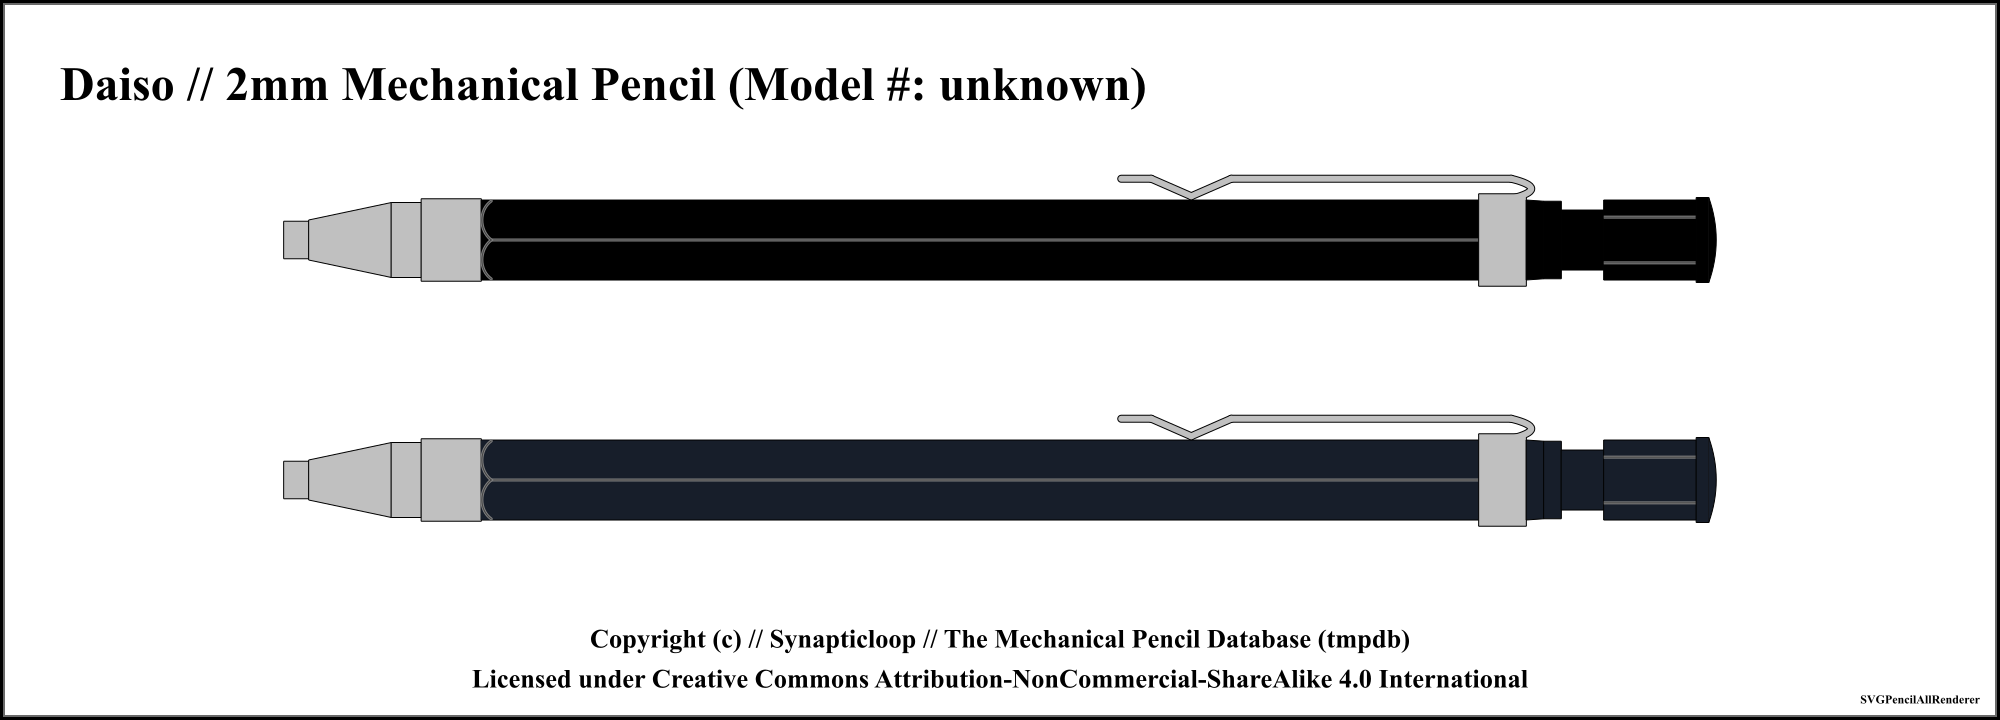 Daiso // 2mm Mechanical Pencil (Model #: unknown)
Copyright (c) // Synapticloop // The Mechanical Pencil Database (tmpdb)
Licensed under Creative Commons Attribution-NonCommercial-ShareAlike 4.0 International
SVGPencilAllRenderer